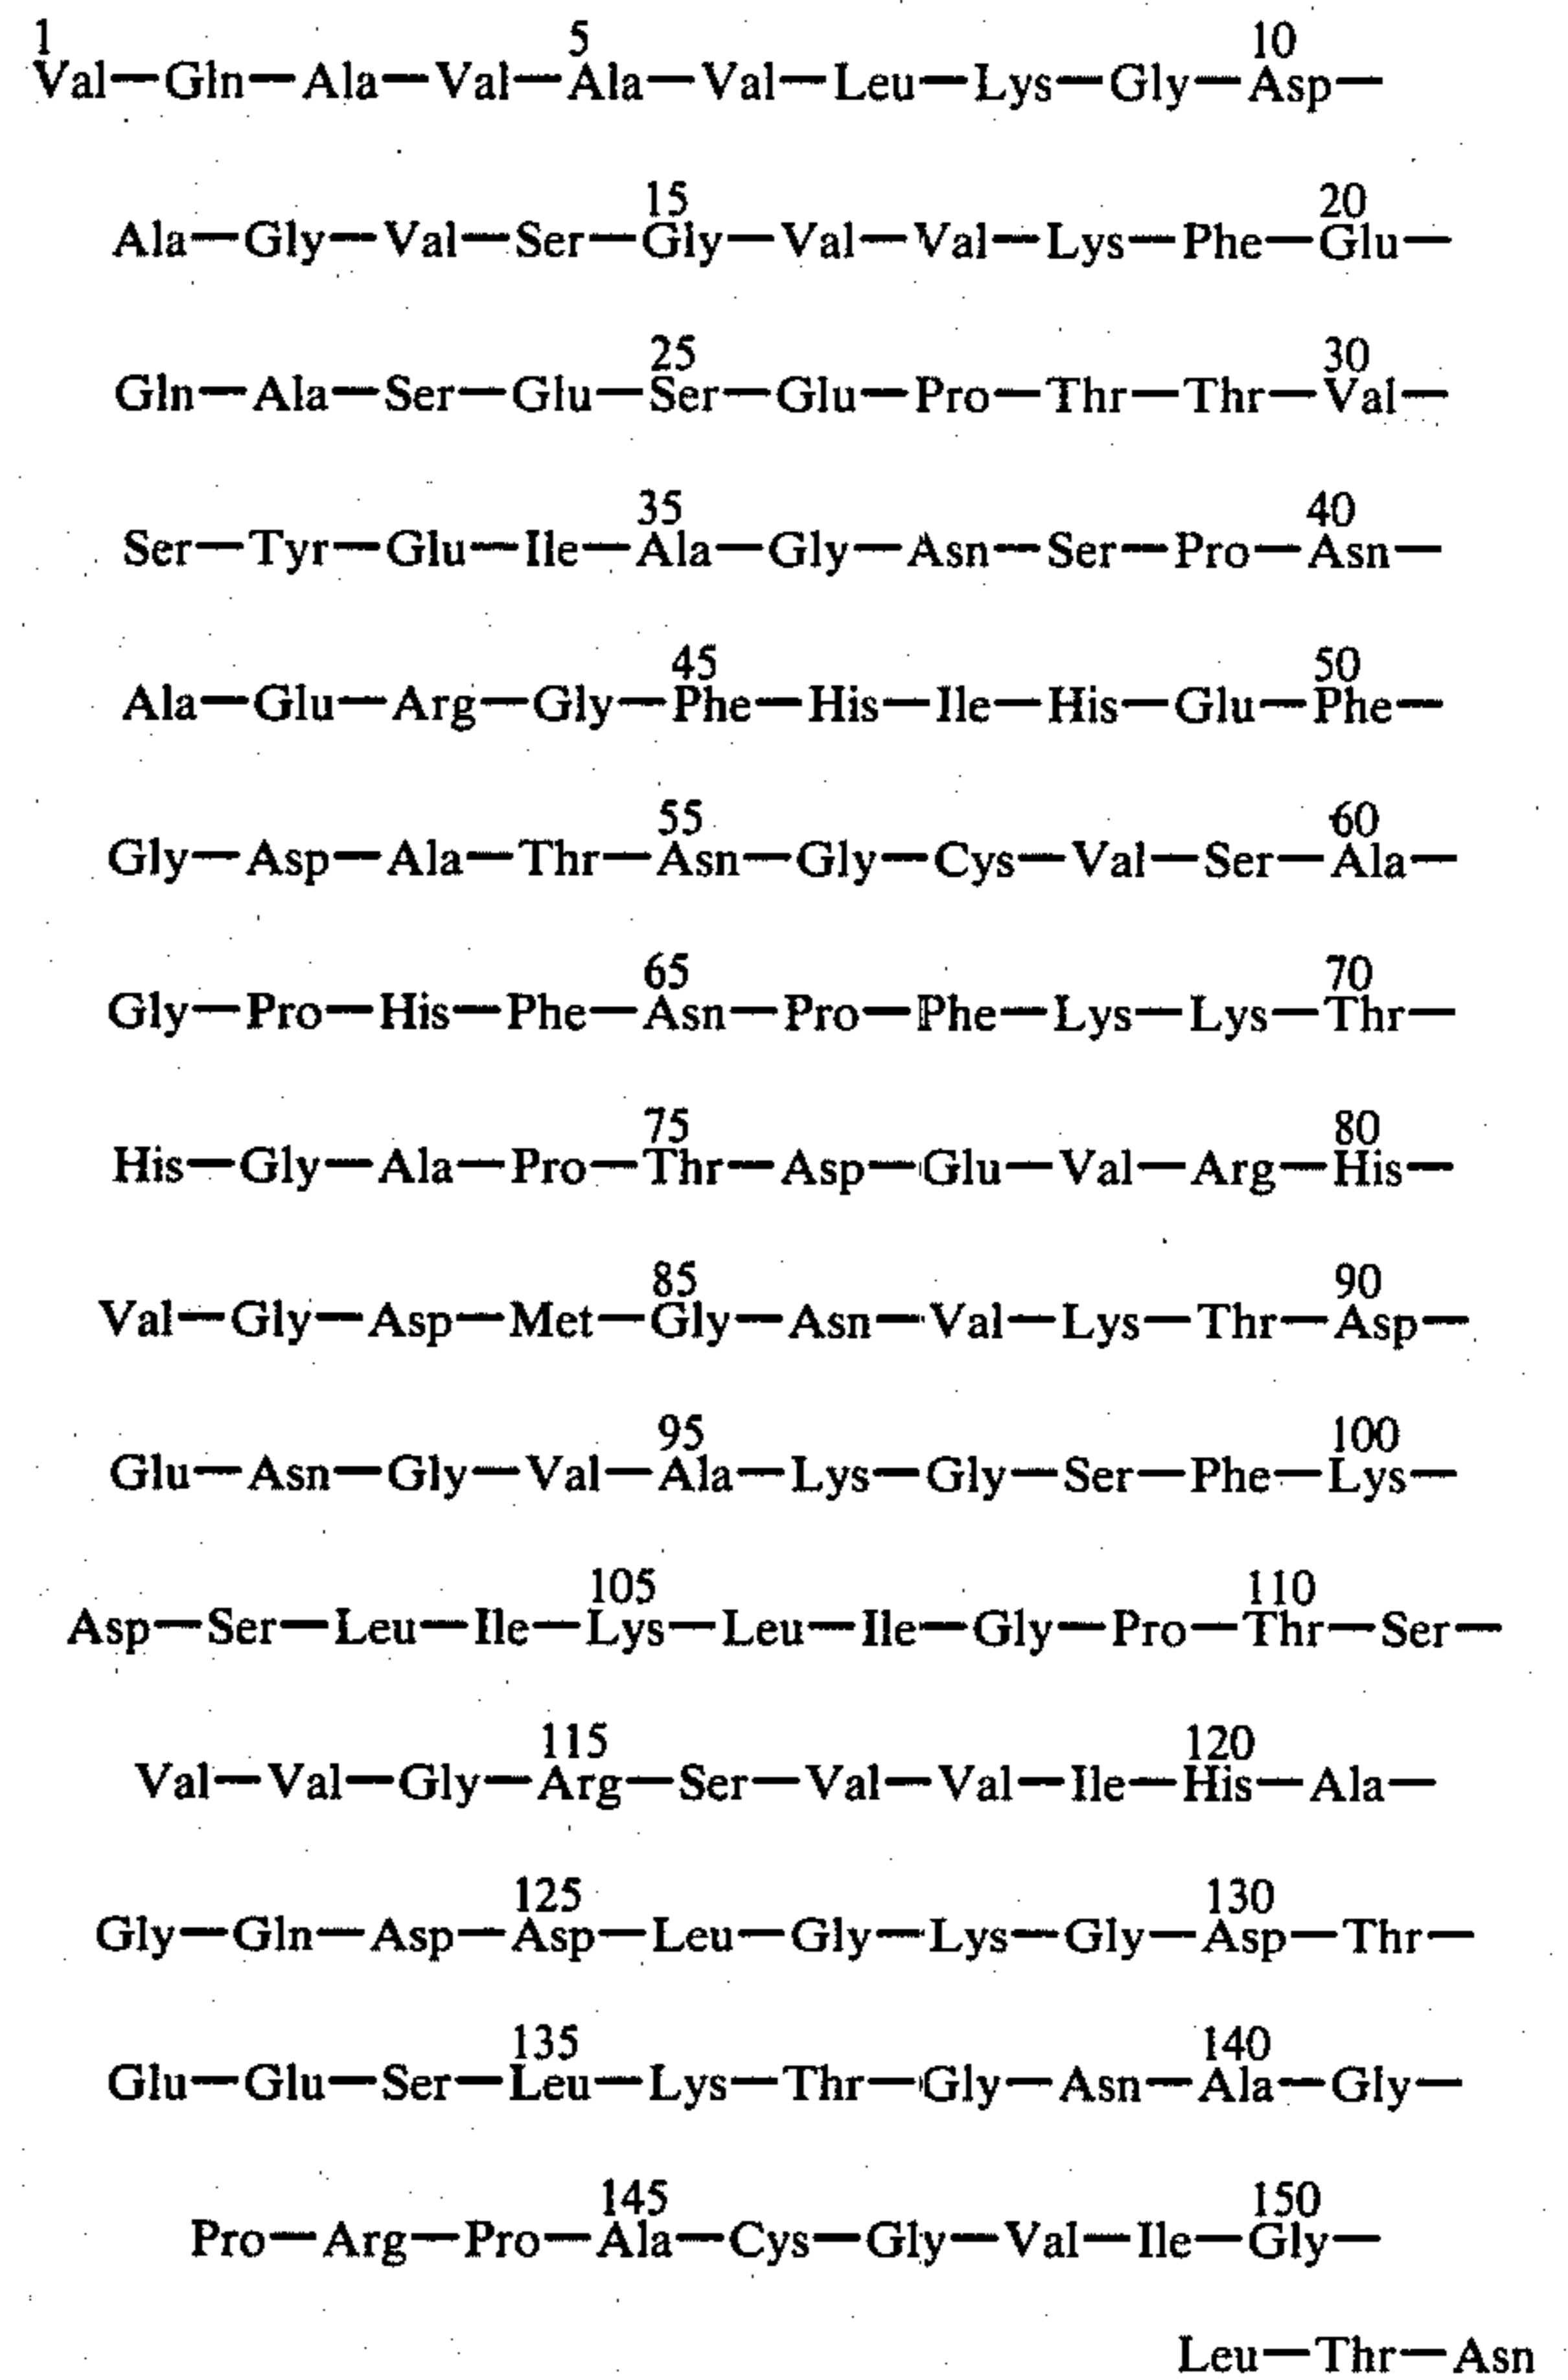 1 5 10
Val—Gln—Ala—Val—Ala—Val—Leu—Lys—Gly—Asp—
15 20
Ala—Gly—Val—Ser—Gly—Val—Val—Lys—Phe—Glu—
25 30
Gln—Ala—Ser—Glu—Ser—Glu—Pro—Thr—Thr—Val—
35 40
Ser—Tyr—Glu—Ile—Ala—Gly—Asn—Ser—Pro—Asn—
45 50
Ala—Glu—Arg—Gly—Phe—His—Ile—His—Glu—Phe—
55 60
Gly—Asp—Ala—Thr—Asn—Gly—Cys—Val—Ser—Ala—
65 70
Gly—Pro—His—Phe—Asn—Pro—Phe—Lys—Lys—Thr—
75 80
His—Gly—Ala—Pro—Thr—Asp—Glu—Val—Arg—His—
85 90
Val—Gly—Asp—Met—Gly—Asn—Val—Lys—Thr—Asp—
95 100
Glu—Asn—Gly—Val—Ala—Lys—Gly—Ser—Phe—Lys—
105 110
Asp—Ser—Leu—Ile—Lys—Leu—Ile—Gly—Pro—Thr—Ser—
115 120
Val—Val—Gly—Arg—Ser—Val—Val—Ile—His—Ala—
125 130
Gly—Gln—Asp—Asp—Leu—Gly—Lys—Gly—Asp—Thr—
135 140
Glu—Glu—Ser—Leu—Lys—Thr—Gly—Asn—Ala—Gly—
145 150
Pro—Arg—Pro—Ala—Cys—Gly—Val—Ile—Gly—
Leu—Thr—Asn